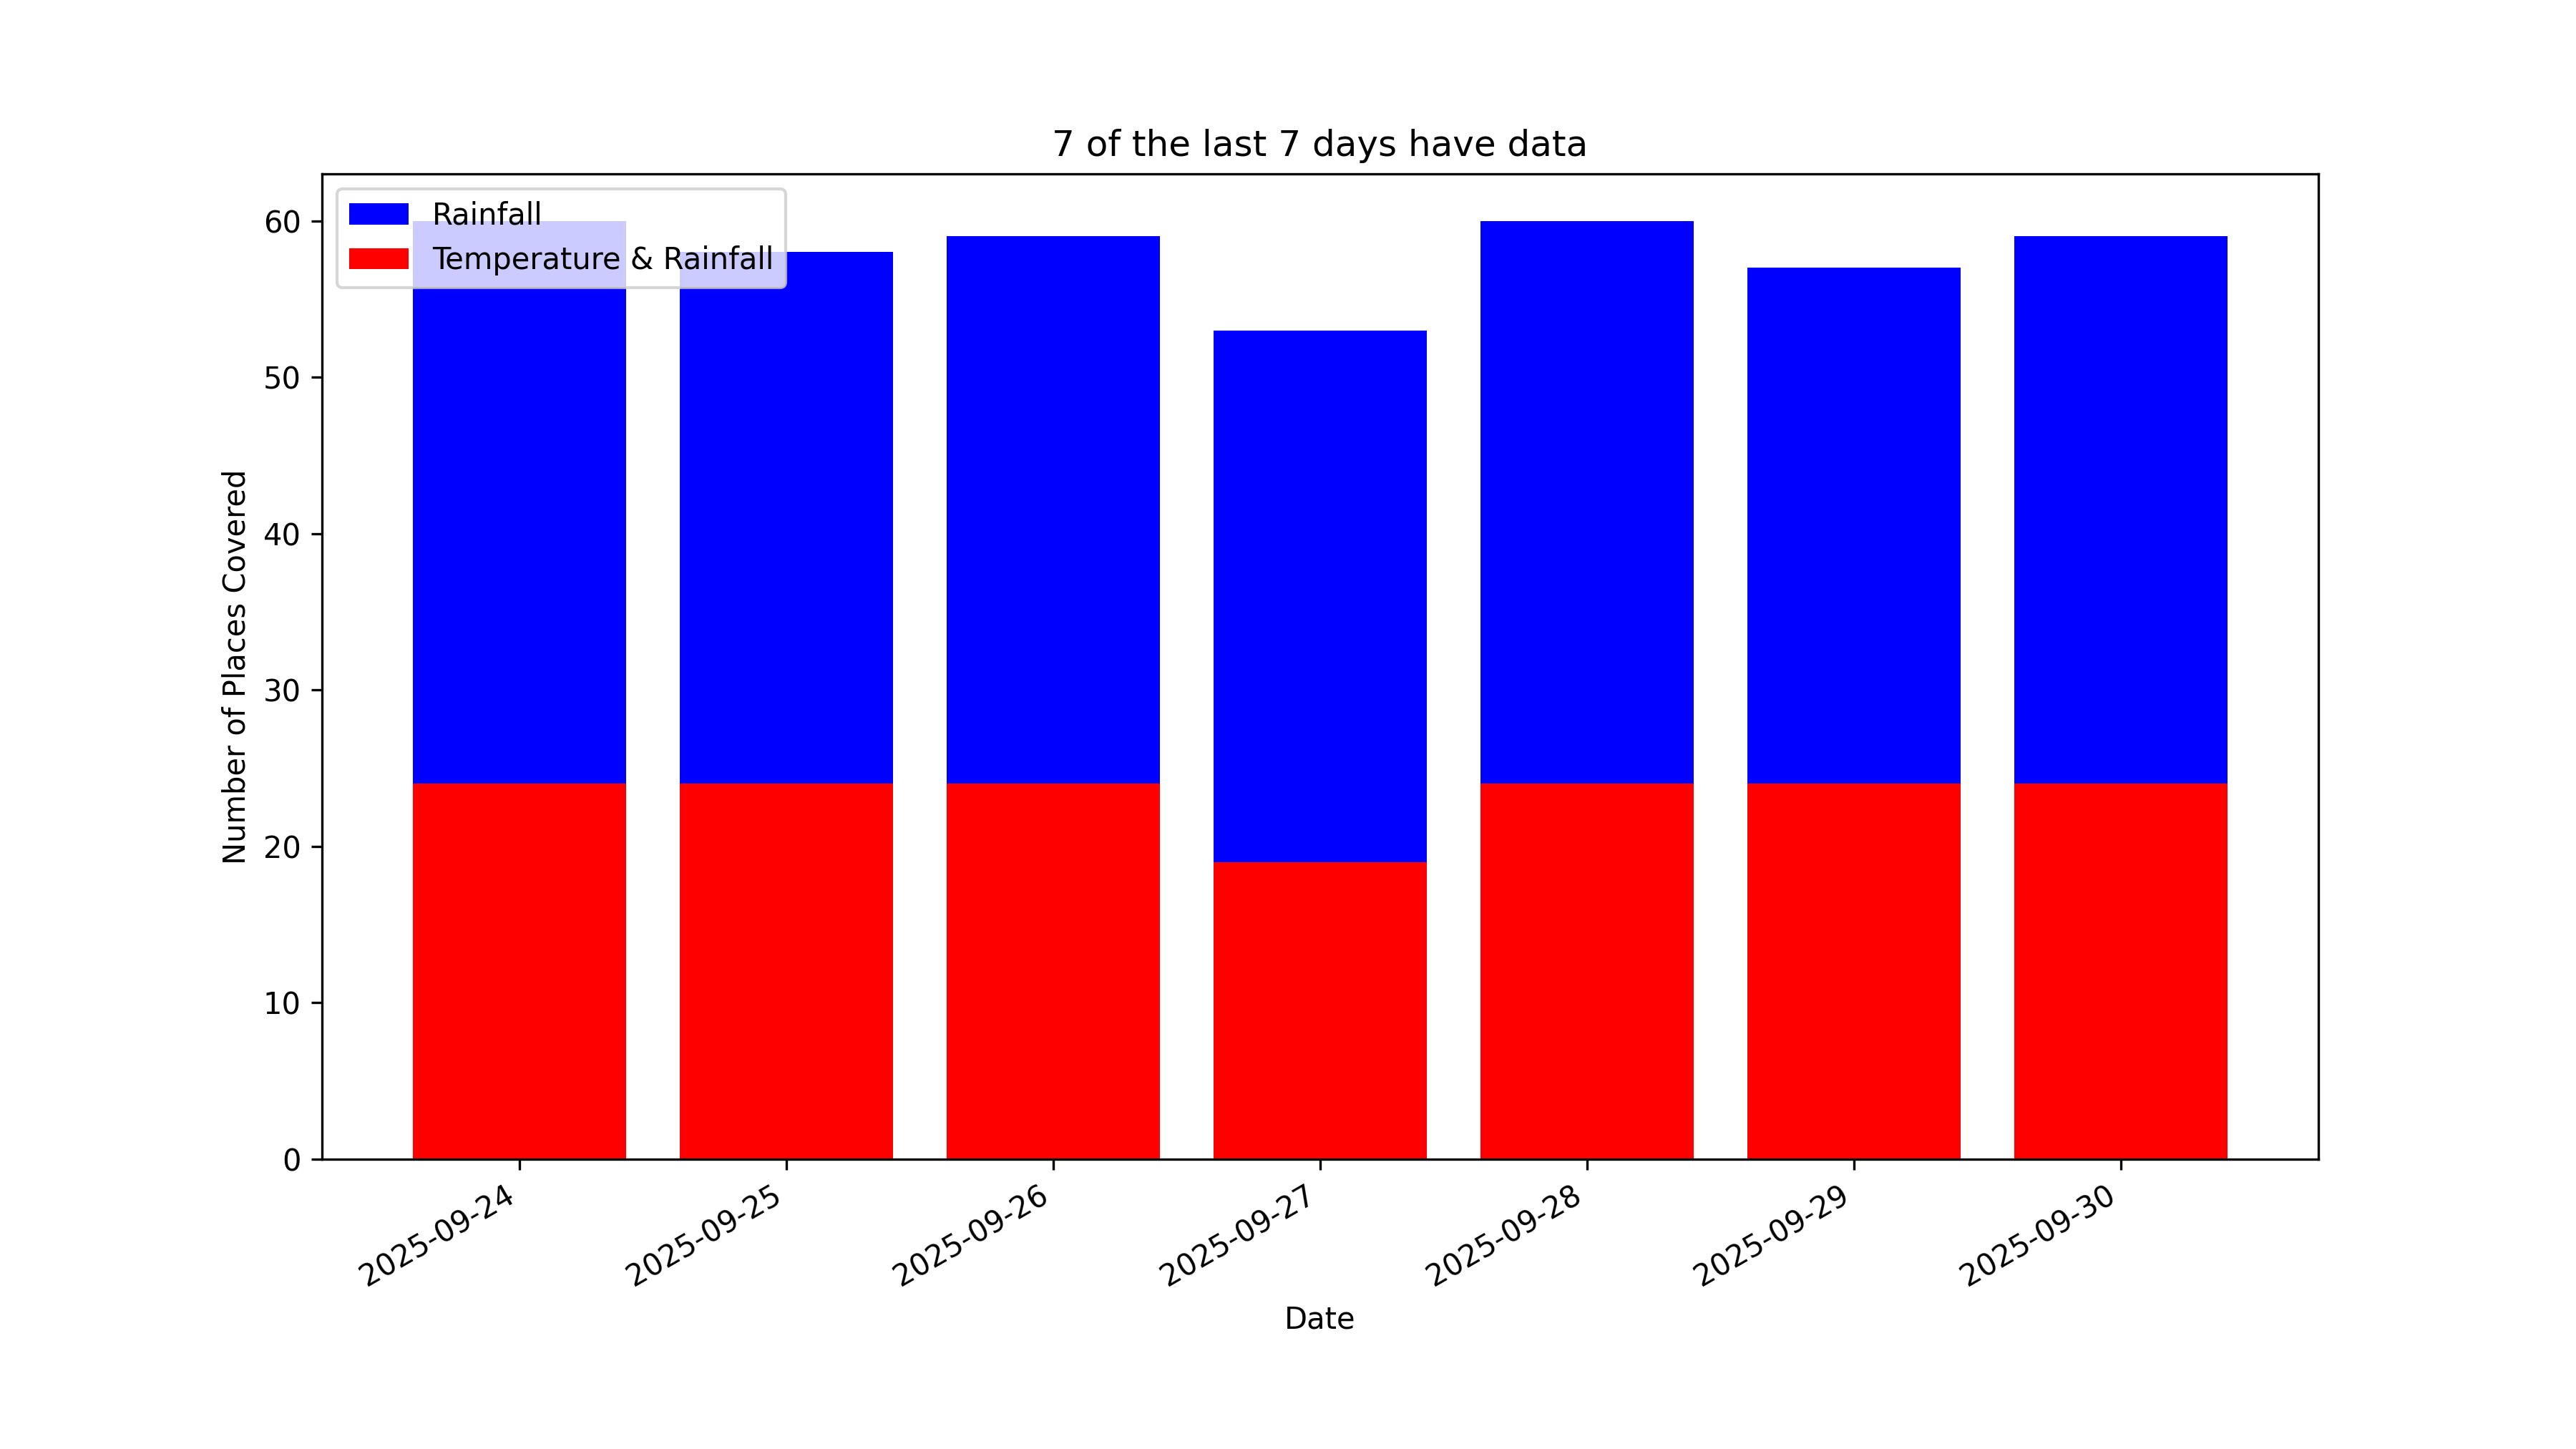 7 of the last 7 days have data
Rainfall
Temperature & Rainfall
Number of Places Covered
60
50
40
30
20
10
0
2025-09-24
2025-09-25
2025-09-26
2025-09-27
2025-09-28
2025-09-29
2025-09-30
Date